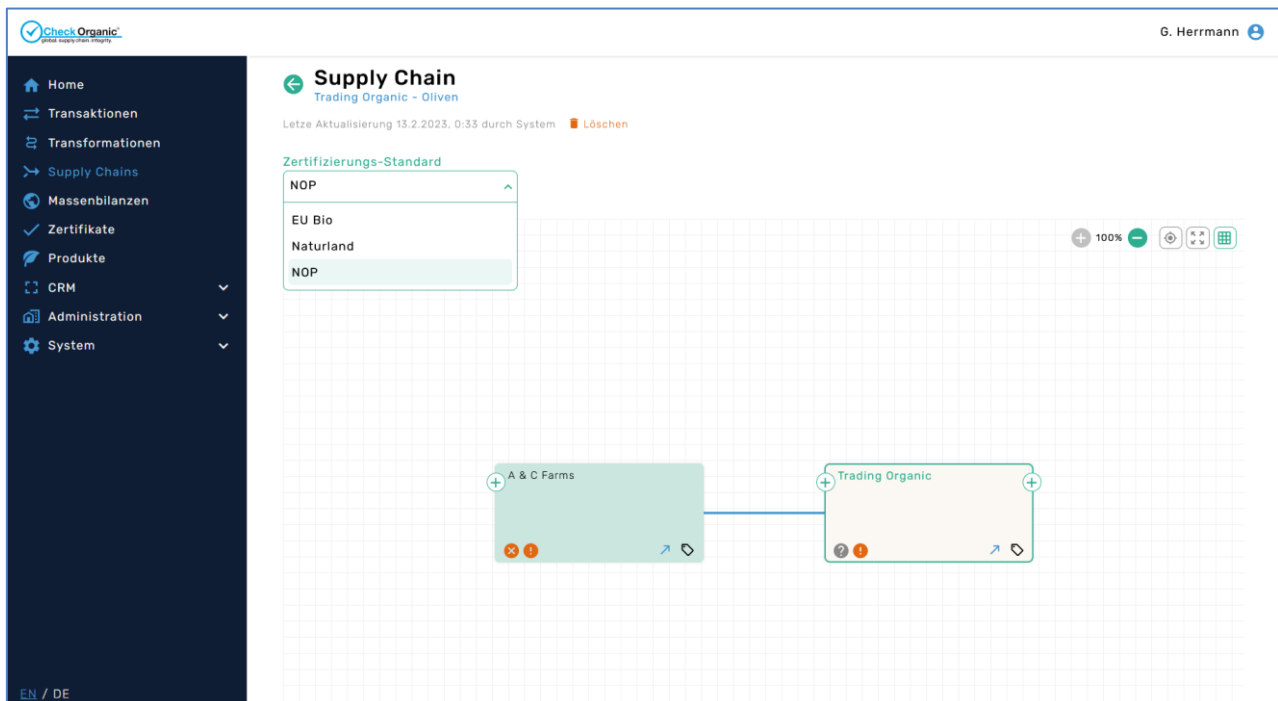 Check Organic®
global supply chain integrity
G. Herrmann
Home
Transaktionen
Transformationen
Supply Chains
Massenbilanzen
Zertifikate
Produkte
CRM
Administration
System
EN / DE
Supply Chain
Trading Organic - Oliven
Letze Aktualisierung 13.2.2023, 0:33 durch System Löschen
Zertifizierungs-Standard
NOP
EU Bio
Naturland
NOP
100%
A & C Farms
Trading Organic